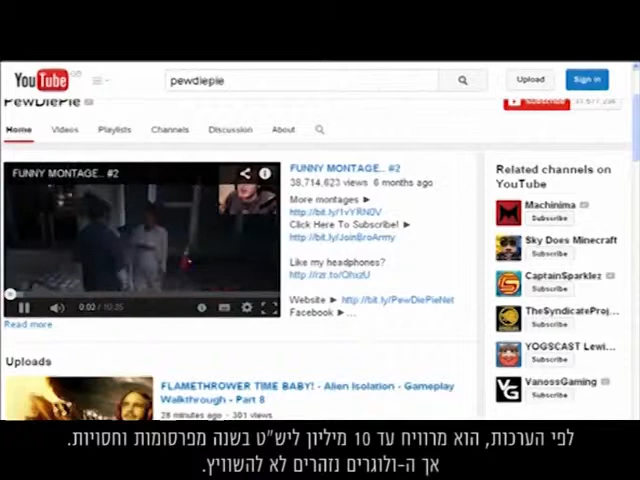 YouTube GB
pewdiepie
Upload
Sign in
PewDiePie
Subscribe
Home Videos Playlists Channels Discussion About
FUNNY MONTAGE.. #2
FUNNY MONTAGE.. #2
38,714,623 views 6 months ago
More montages ►
http://bit.ly/1vYRN0V
Click Here To Subscribe! ►
http://bit.ly/JoinBroArmy
Like my headphones?
http://rzr.to/QhxzU
Website ► http://bit.ly/PewDiePieNet
Facebook ►...
Read more
Related channels on
YouTube
Machinima
Subscribe
Sky Does Minecraft
Subscribe
CaptainSparklez
Subscribe
TheSyndicateProj...
Subscribe
YOGSCAST Lewi...
Subscribe
VanossGaming
Subscribe
Uploads
FLAMETHROWER TIME BABY! - Alien Isolation - Gameplay
Walkthrough - Part 8
28 minutes ago - 301 views
לפי הערכות, הוא מרוויח עד 10 מיליון ליש"ט בשנה מפרסומות וחסויות.
אך ה-ולוגרים נזהרים לא להשוויץ.